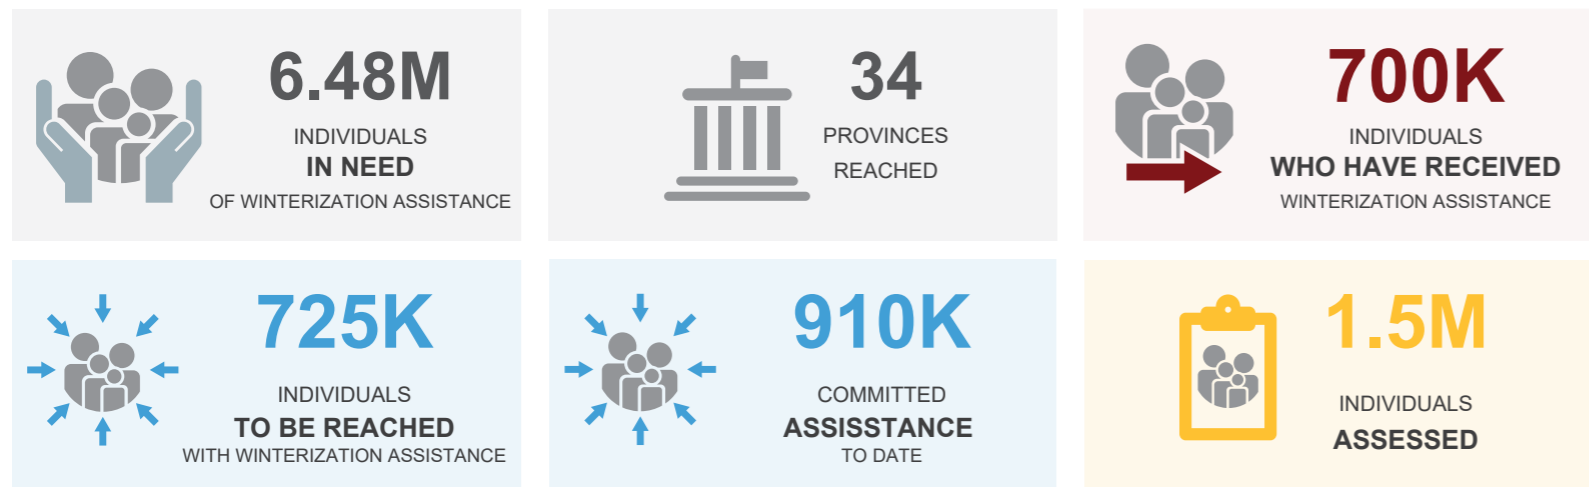 6.48M
INDIVIDUALS
IN NEED
OF WINTERIZATION ASSISTANCE
34
PROVINCES
REACHED
700K
INDIVIDUALS
WHO HAVE RECEIVED
WINTERIZATION ASSISTANCE
725K
INDIVIDUALS
TO BE REACHED
WITH WINTERIZATION ASSISTANCE
910K
COMMITTED
ASSISSTANCE
TO DATE
1.5M
INDIVIDUALS
ASSESSED